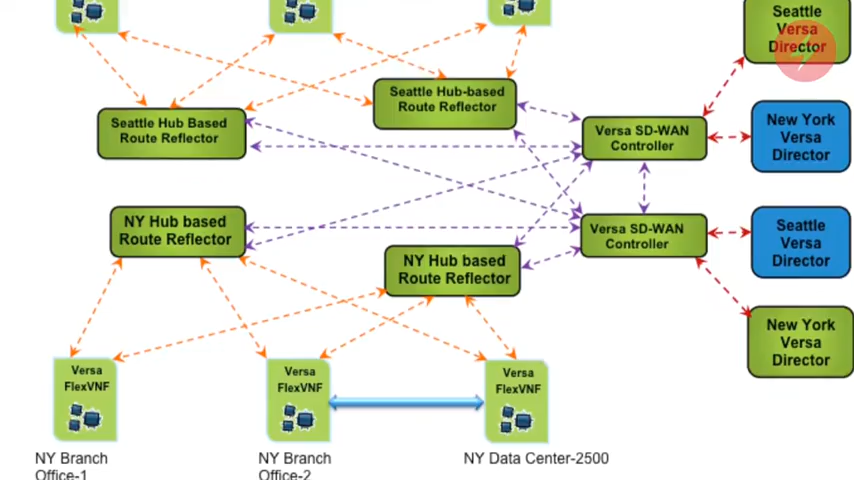 Seattle
Versa
Director
Seattle Hub-based
Route Reflector
Seattle Hub Based
Route Reflector
Versa SD-WAN
Controller
New York
Versa
Director
NY Hub based
Route Reflector
Versa SD-WAN
Controller
Seattle
Versa
Director
NY Hub based
Route Reflector
New York
Versa
Director
Versa
FlexVNF
Versa
FlexVNF
Versa
FlexVNF
NY Branch
Office-1
NY Branch
Office-2
NY Data Center-2500